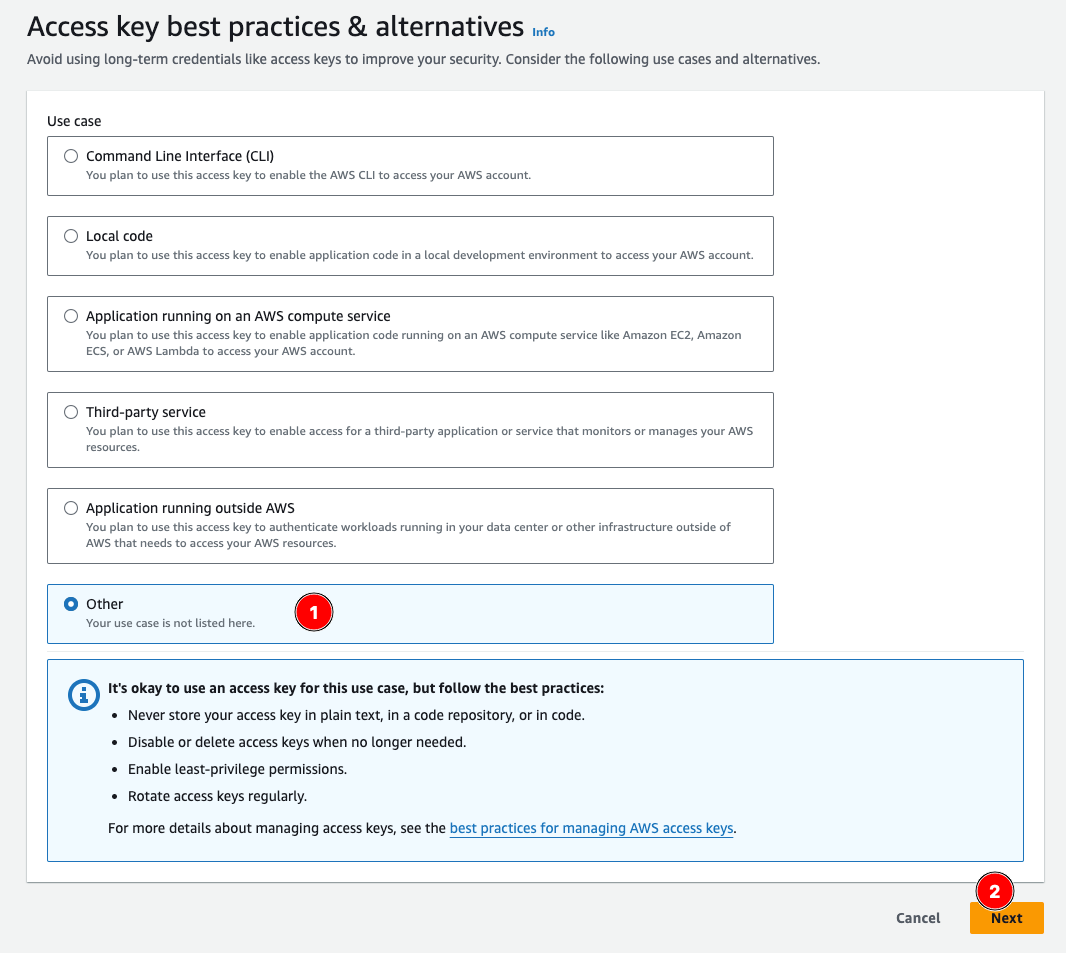 Access key best practices & alternatives Info
Avoid using long-term credentials like access keys to improve your security. Consider the following use cases and alternatives.
Use case
Command Line Interface (CLI)
You plan to use this access key to enable the AWS CLI to access your AWS account.
Local code
You plan to use this access key to enable application code in a local development environment to access your AWS account.
Application running on an AWS compute service
You plan to use this access key to enable application code running on an AWS compute service like Amazon EC2, Amazon
ECS, or AWS Lambda to access your AWS account.
Third-party service
You plan to use this access key to enable access for a third-party application or service that monitors or manages your AWS
resources.
Application running outside AWS
You plan to use this access key to authenticate workloads running in your data center or other infrastructure outside of
AWS that needs to access your AWS resources.
Other
Your use case is not listed here.
1
It's okay to use an access key for this use case, but follow the best practices:
• Never store your access key in plain text, in a code repository, or in code.
• Disable or delete access keys when no longer needed.
• Enable least-privilege permissions.
• Rotate access keys regularly.
For more details about managing access keys, see the best practices for managing AWS access keys.
2
Cancel Next